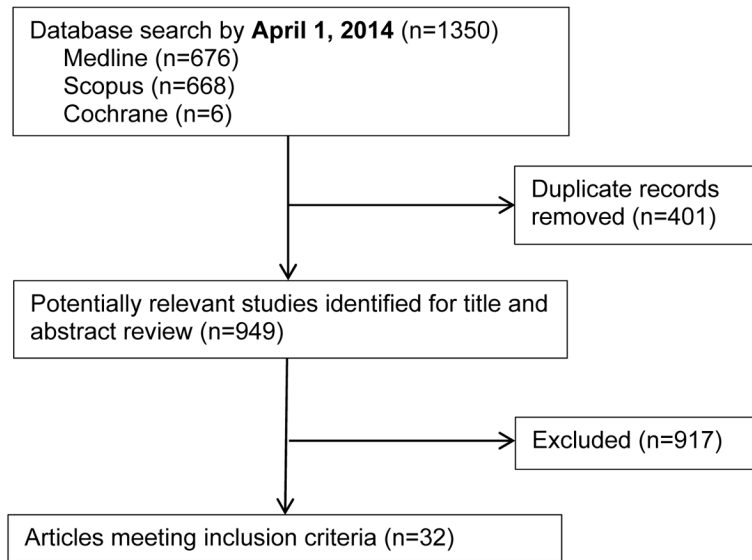 Database search by April 1, 2014 (n=1350)
Medline (n=676)
Scopus (n=668)
Cochrane (n=6)
Duplicate records
removed (n=401)
Potentially relevant studies identified for title and
abstract review (n=949)
Excluded (n=917)
Articles meeting inclusion criteria (n=32)